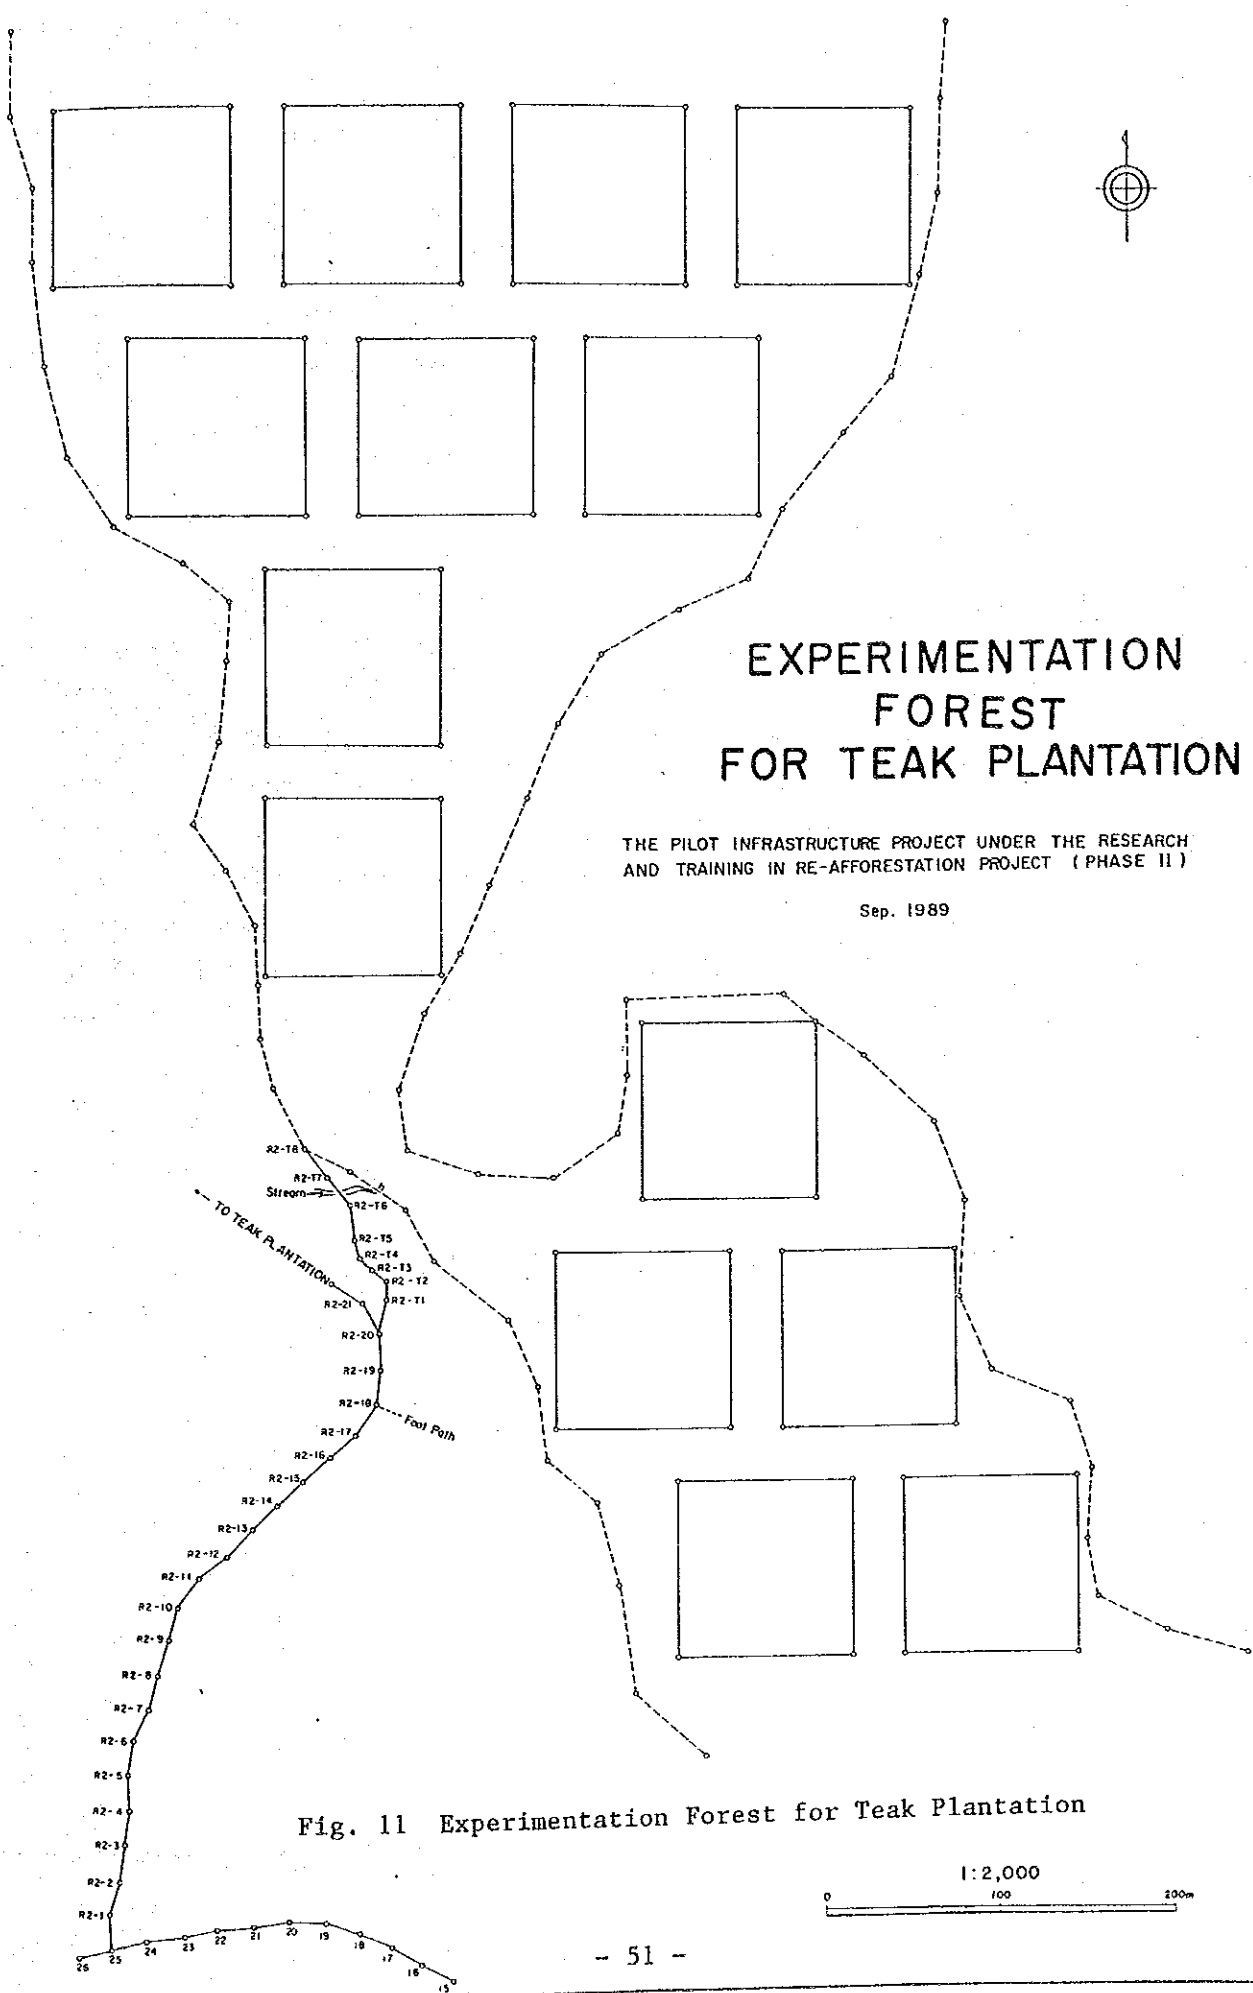 EXPERIMENTATION
FOREST
FOR TEAK PLANTATION
THE PILOT INFRASTRUCTURE PROJECT UNDER THE RESEARCH
AND TRAINING IN RE-AFFORESTATION PROJECT ( PHASE II )
Sep. 1989
R2-T8
R2-T7
Stream
R2-T6
TO TEAK PLANTATION
R2-T5
R2-T4
R2-T3
R2-T2
R2-T1
R2-21
R2-20
R2-19
R2-18
Foot Path
R2-17
R2-16
R2-15
R2-14
R2-13
R2-12
R2-11
R2-10
R2-9
R2-8
R2-7
R2-6
R2-5
R2-4
R2-3
R2-2
R2-1
26
25
24
23
22
21
20
19
18
17
16
15
Fig. 11 Experimentation Forest for Teak Plantation
1:2,000
0 100 200m
- 51 -